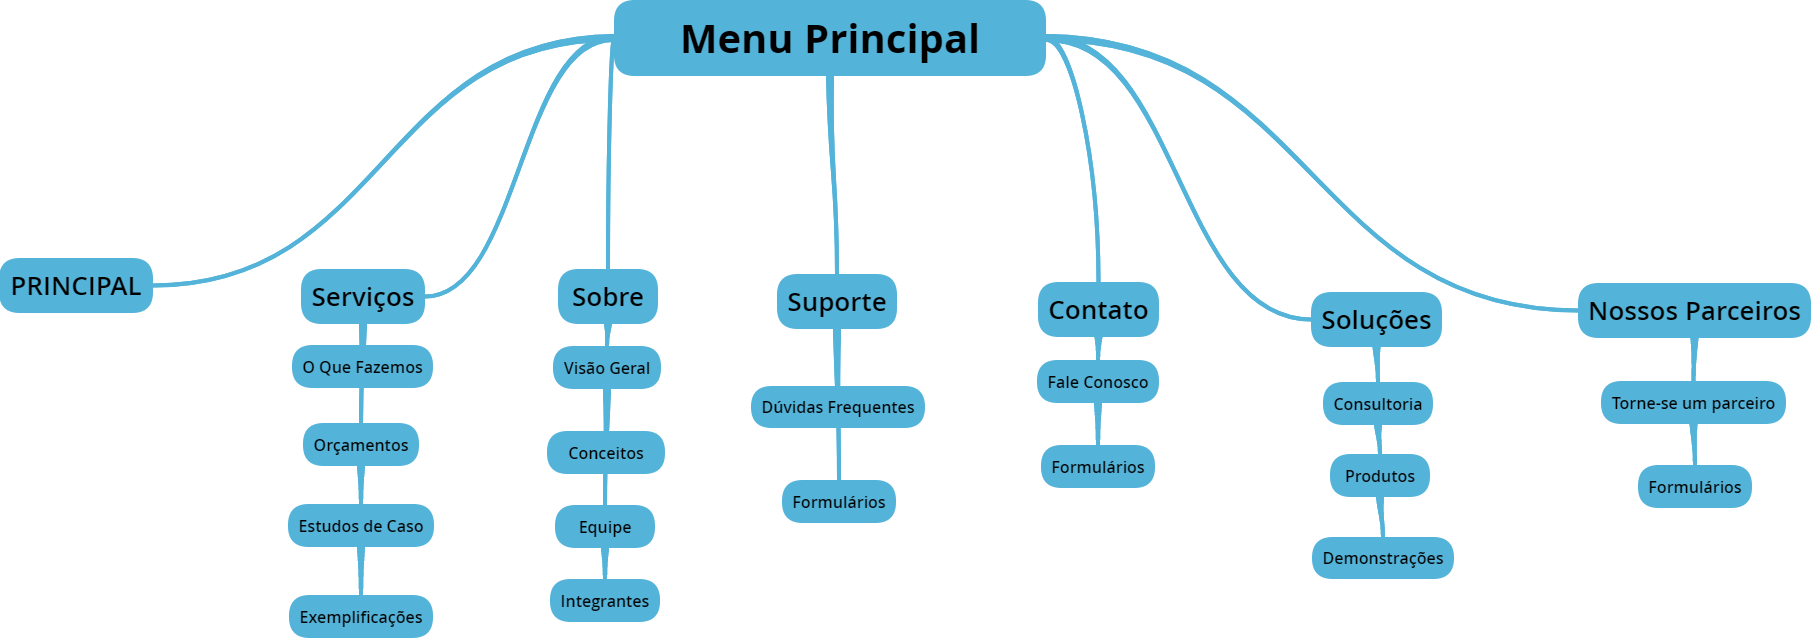 Menu Principal
PRINCIPAL
Serviços
O Que Fazemos
Orçamentos
Estudos de Caso
Exemplificações
Sobre
Visão Geral
Conceitos
Equipe
Integrantes
Suporte
Dúvidas Frequentes
Formulários
Contato
Fale Conosco
Formulários
Soluções
Consultoria
Produtos
Demonstrações
Nossos Parceiros
Torne-se um parceiro
Formulários